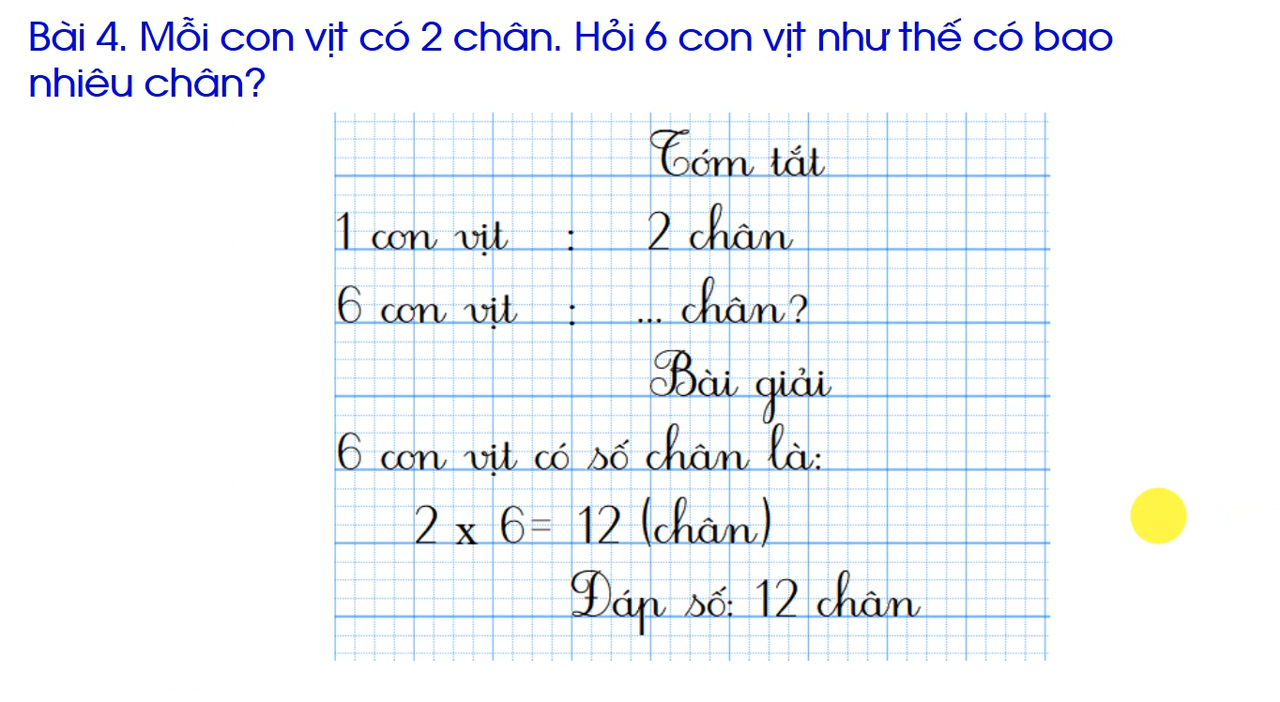 Bài 4. Mỗi con vịt có 2 chân. Hỏi 6 con vịt như thế có bao
nhiêu chân?
Tóm tắt
1 con vịt : 2 chân
6 con vịt : ... chân?
Bài giải
6 con vịt có số chân là:
2 x 6= 12 (chân)
Đáp số: 12 chân